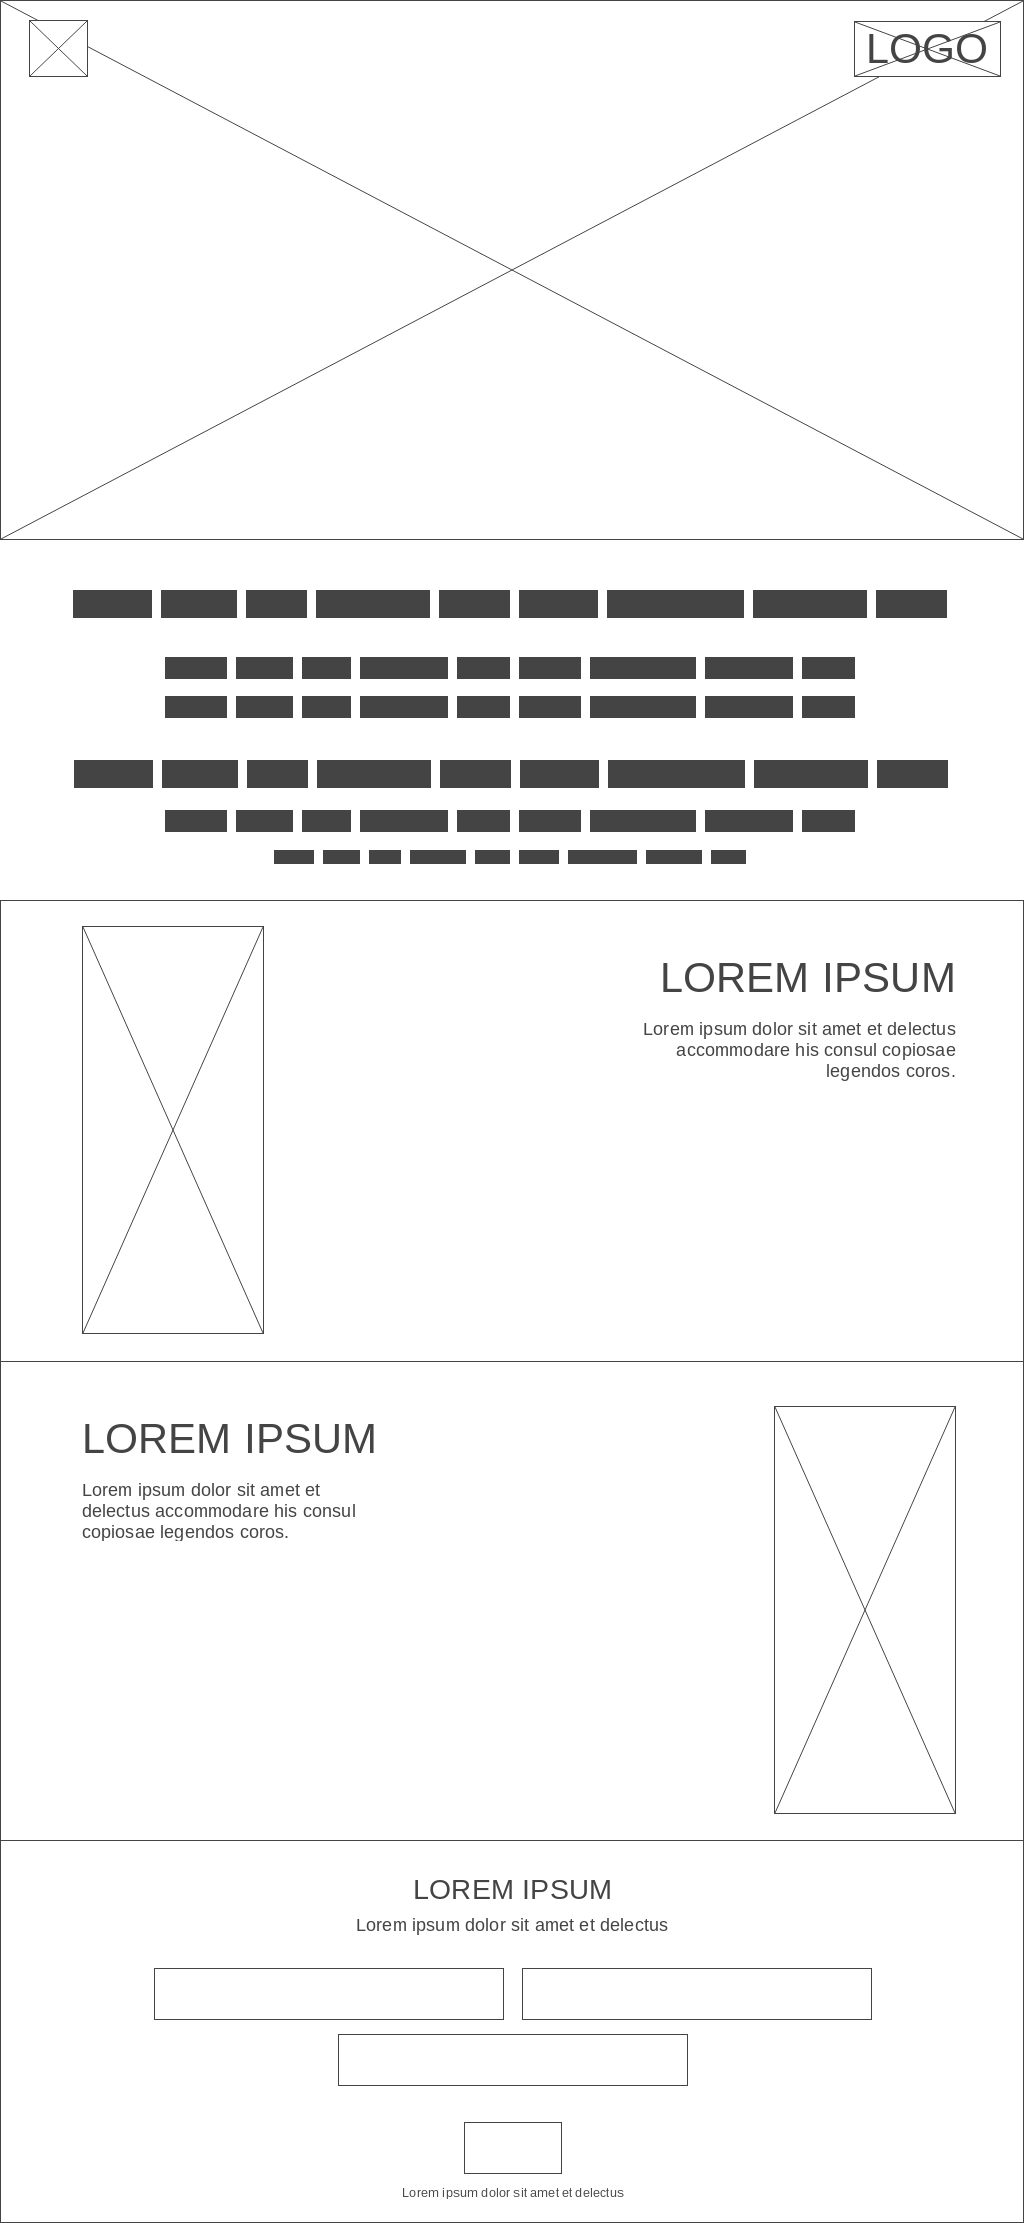 LOGO
LOREM IPSUM
Lorem ipsum dolor sit amet et delectus
accommodare his consul copiosae
legendos coros.
LOREM IPSUM
Lorem ipsum dolor sit amet et
delectus accommodare his consul
copiosae legendos coros.
LOREM IPSUM
Lorem ipsum dolor sit amet et delectus
Lorem ipsum dolor sit amet et delectus